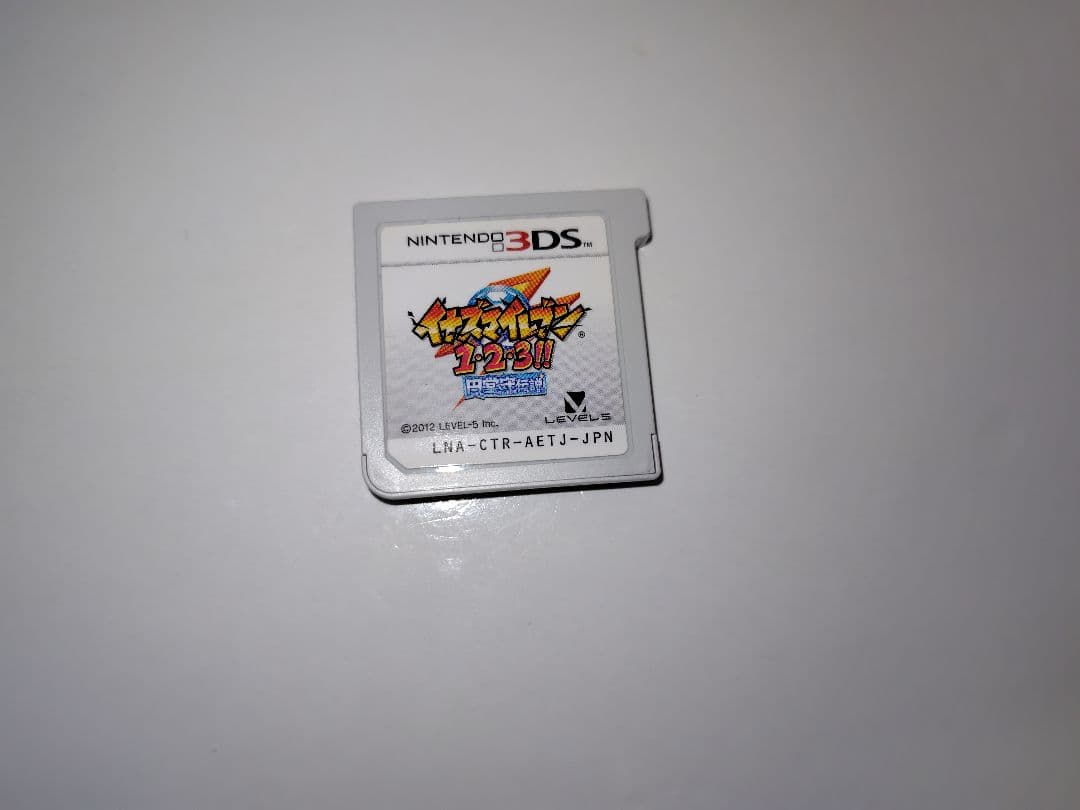 NINTENDO 3DS™
イナズマイレブン®
1・2・3!!
円堂守伝説
LEVEL5
©2012 LEVEL-5 Inc.
LNA-CTR-AETJ-JPN